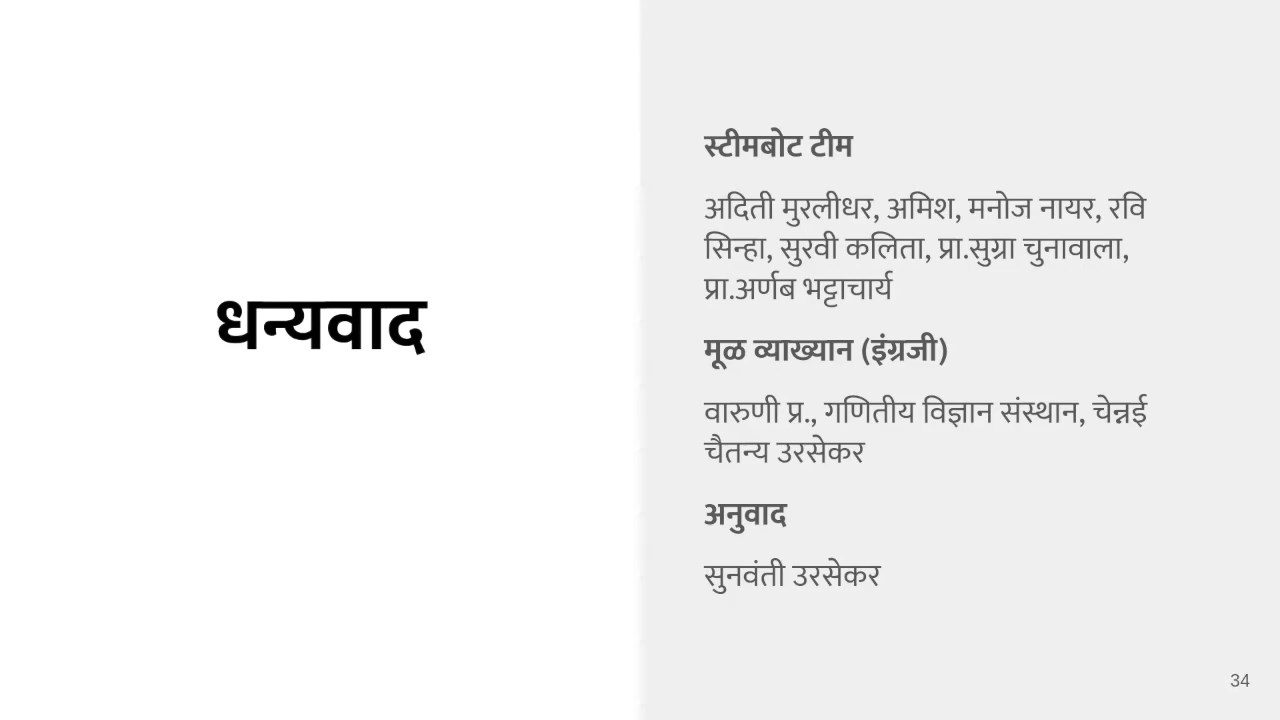 धन्यवाद
स्टीमबोट टीम
अदिती मुरलीधर, अमिश, मनोज नायर, रवि
सिन्हा, सुरवी कलिता, प्रा.सुग्रा चुनावाला,
प्रा.अर्णब भट्टाचार्य
मूळ व्याख्यान (इंग्रजी)
वारुणी प्र., गणितीय विज्ञान संस्थान, चेन्नई
चैतन्य उरसेकर
अनुवाद
सुनवंती उरसेकर
34